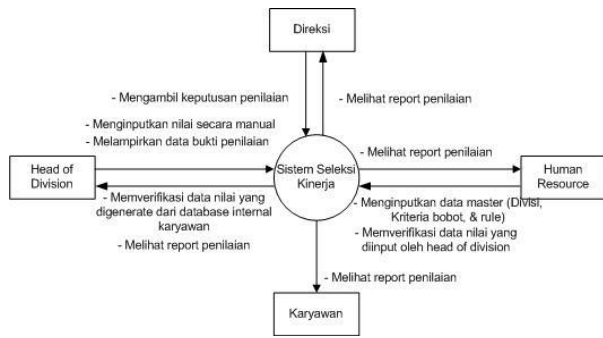 Direksi
- Mengambil keputusan penilaian
- Melihat report penilaian
- Menginputkan nilai secara manual
- Melampirkan data bukti penilaian
Head of
Division
Sistem Seleksi
Kinerja
- Melihat report penilaian
Human
Resource
- Memverifikasi data nilai yang
digenerate dari database internal
karyawan
- Melihat report penilaian
- Menginputkan data master (Divisi,
Kriteria bobot, & rule)
- Memverifikasi data nilai yang
diinput oleh head of division
- Melihat report penilaian
Karyawan